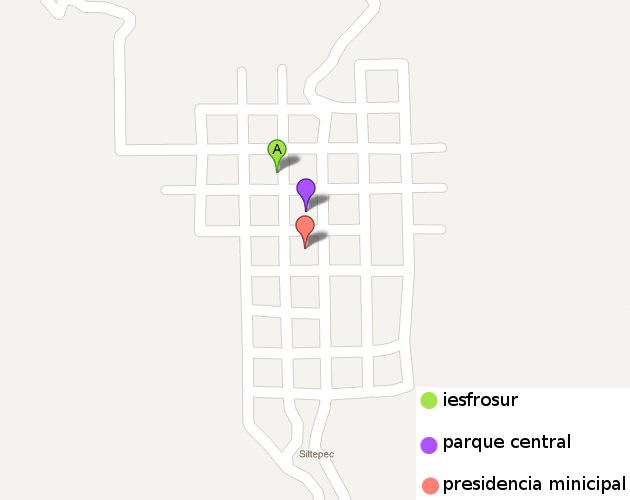 A
Siltepec
iesfrosur
parque central
presidencia minicipal